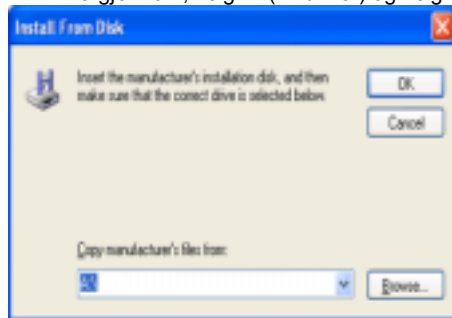 Install From Disk
Insert the manufacturer's installation disk, and then
make sure that the correct drive is selected below.
OK
Cancel
Copy manufacturer's files from:
A:\
Browse...